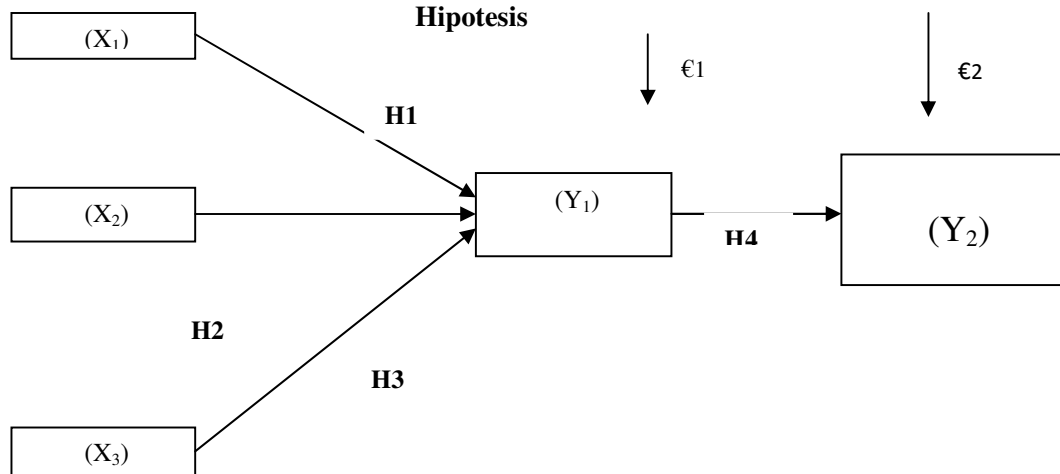 Hipotesis
(X₁)
€1
€2
H1
(X₂)
(Y₁)
(Y₂)
H4
H2
H3
(X₃)